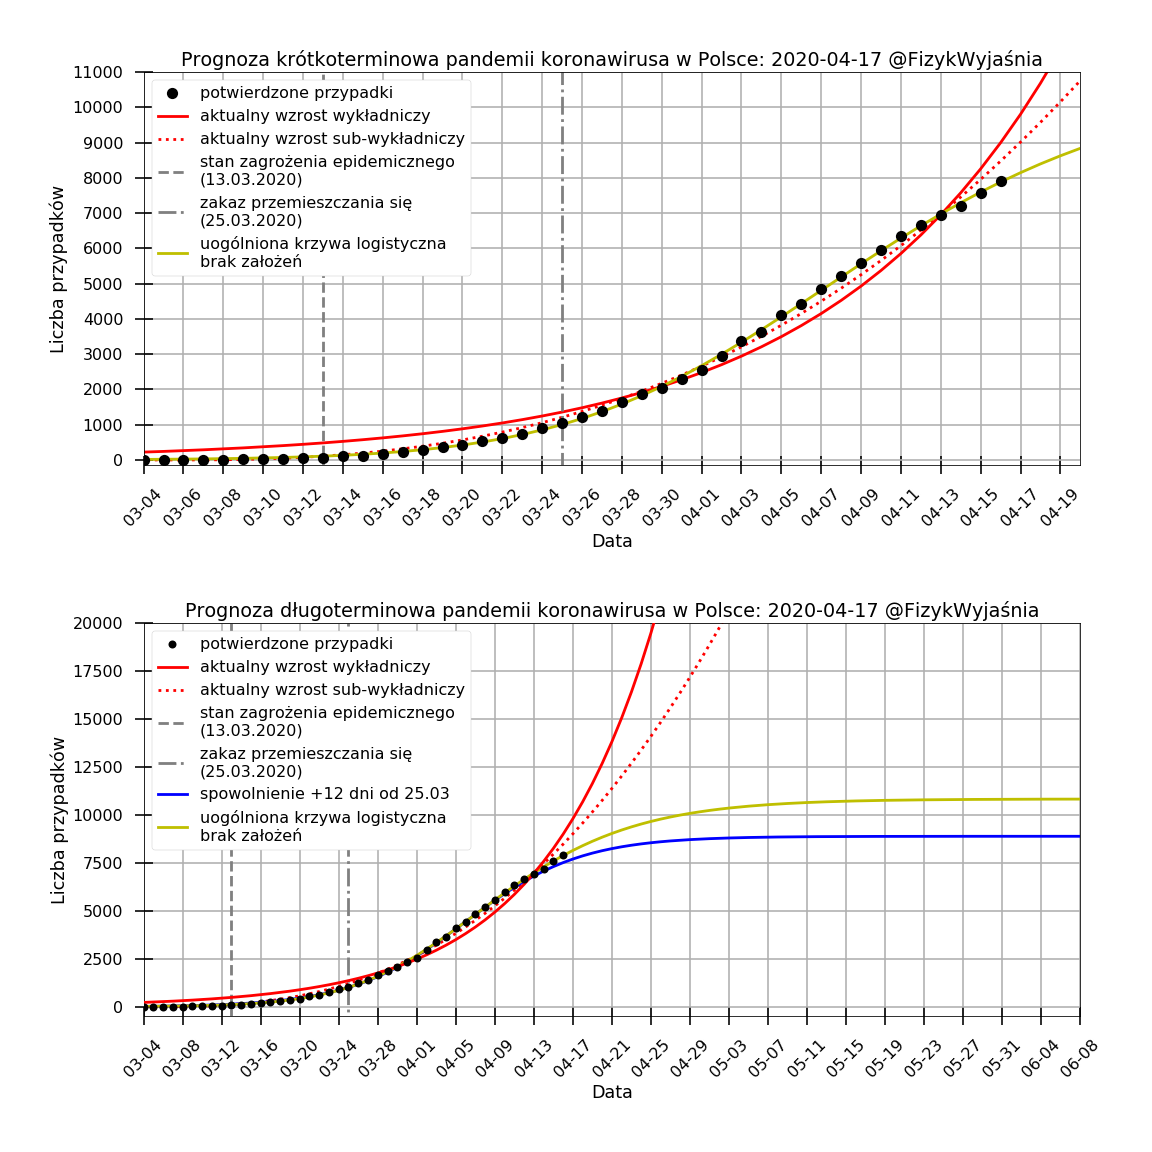 Prognoza krótkoterminowa pandemii koronawirusa w Polsce: 2020-04-17 @FizykWyjaśnia
11000
10000
9000
8000
7000
6000
5000
4000
3000
2000
1000
0
Liczba przypadków
potwierdzone przypadki
aktualny wzrost wykładniczy
aktualny wzrost sub-wykładniczy
stan zagrożenia epidemicznego
(13.03.2020)
zakaz przemieszczania się
(25.03.2020)
uogólniona krzywa logistyczna
brak założeń
03-04 03-06 03-08 03-10 03-12 03-14 03-16 03-18 03-20 03-22 03-24 03-26 03-28 03-30 04-01 04-03 04-05 04-07 04-09 04-11 04-13 04-15 04-17 04-19
Data
Prognoza długoterminowa pandemii koronawirusa w Polsce: 2020-04-17 @FizykWyjaśnia
20000
17500
15000
12500
10000
7500
5000
2500
0
Liczba przypadków
potwierdzone przypadki
aktualny wzrost wykładniczy
aktualny wzrost sub-wykładniczy
stan zagrożenia epidemicznego
(13.03.2020)
zakaz przemieszczania się
(25.03.2020)
spowolnienie +12 dni od 25.03
uogólniona krzywa logistyczna
brak założeń
03-04 03-08 03-12 03-16 03-20 03-24 03-28 04-01 04-05 04-09 04-13 04-17 04-21 04-25 04-29 05-03 05-07 05-11 05-15 05-19 05-23 05-27 05-31 06-04 06-08
Data